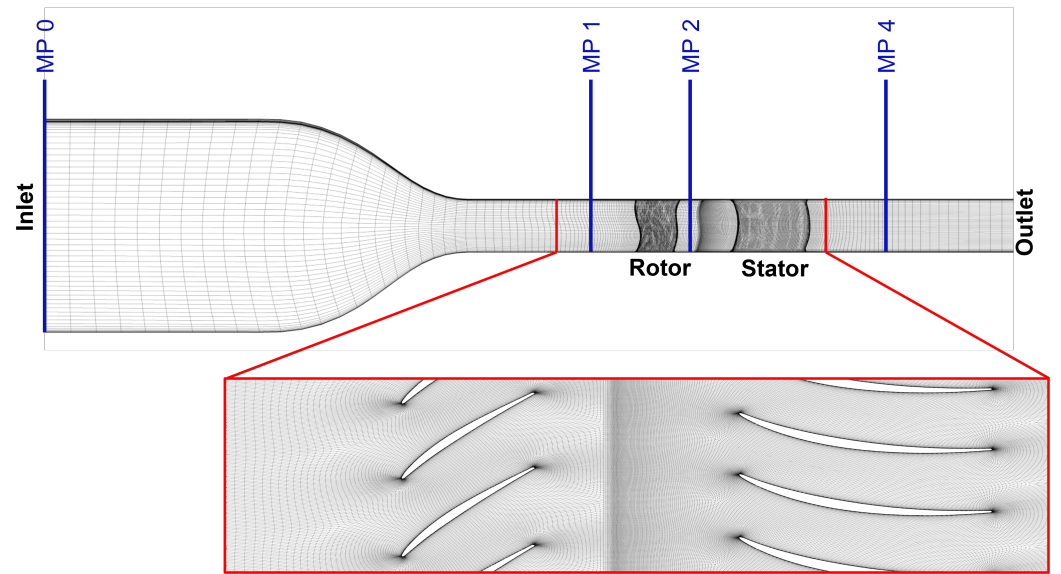 MP 0
MP 1
MP 2
MP 4
Inlet
Outlet
Rotor
Stator